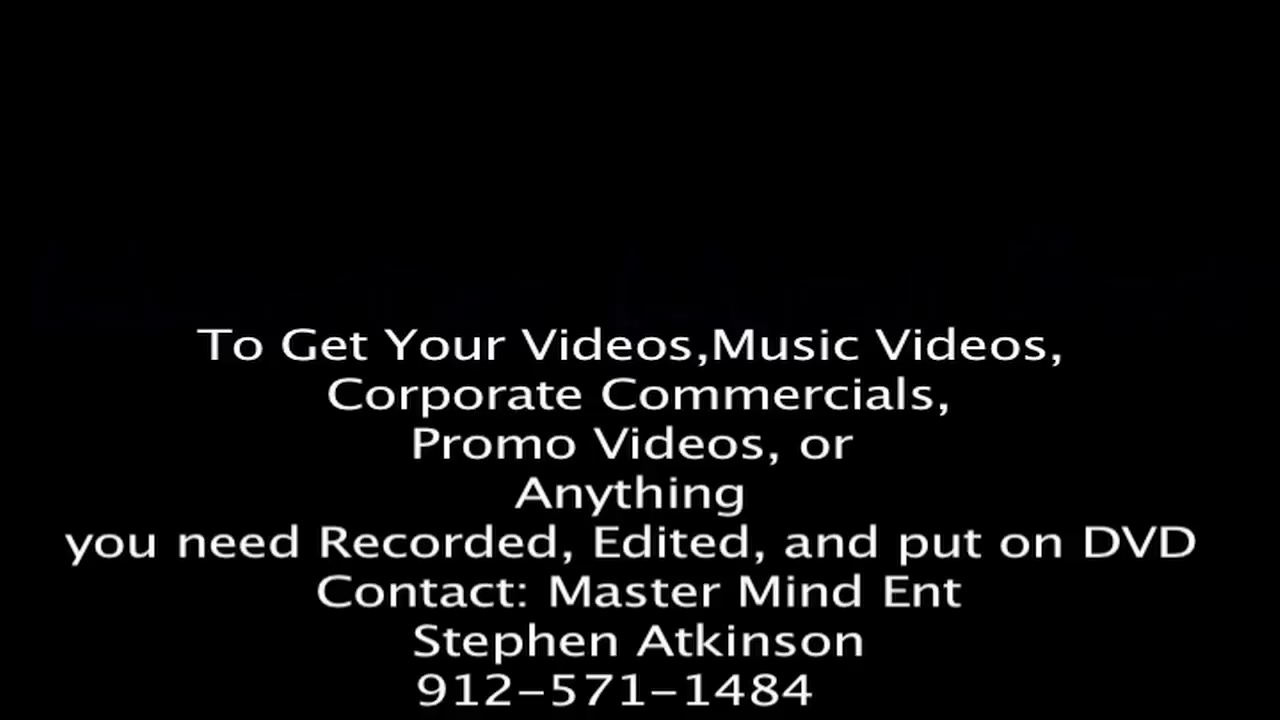 To Get Your Videos,Music Videos,
Corporate Commercials,
Promo Videos, or
Anything
you need Recorded, Edited, and put on DVD
Contact: Master Mind Ent
Stephen Atkinson
912-571-1484